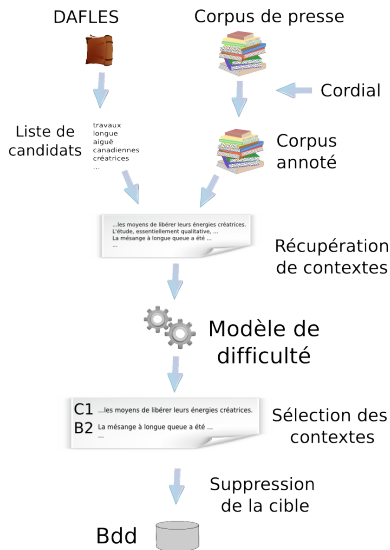 DAFLES
Corpus de presse
Cordial
Liste de
candidats
travaux
longue
aiguë
canadiennes
créatrices
...
Corpus
annoté
...les moyens de libérer leurs énergies créatrices.
L'étude, essentiellement qualitative, ...
La mésange à longue queue a été ...
...
Récupération
de contextes
Modèle de
difficulté
C1 ...les moyens de libérer leurs énergies créatrices.
B2 La mésange à longue queue a été ...
...
Sélection des
contextes
Suppression
de la cible
Bdd